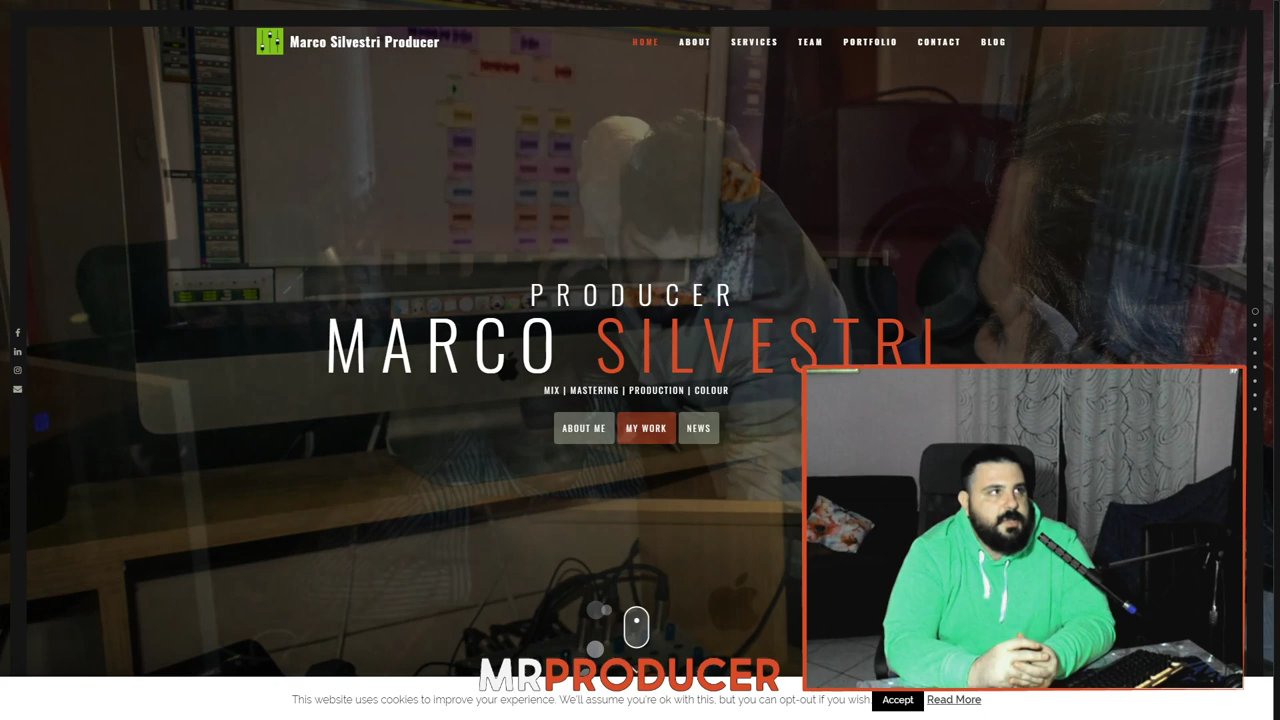 Marco Silvestri Producer
HOME ABOUT SERVICES TEAM PORTFOLIO CONTACT BLOG
PRODUCER
MARCO SILVESTRI
MIX | MASTERING | PRODUCTION | COLOUR
ABOUT ME MY WORK NEWS
MRPRODUCER
This website uses cookies to improve your experience. We'll assume you're ok with this, but you can opt-out if you wish. Accept Read More